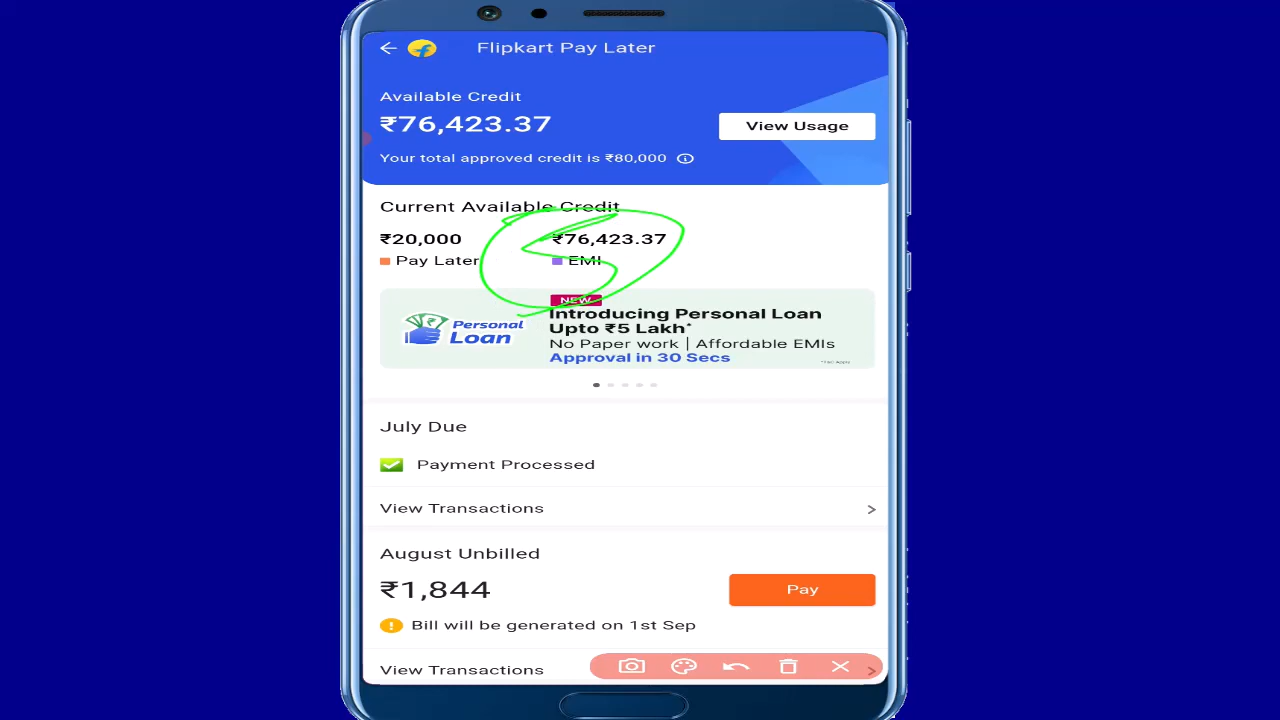 Flipkart Pay Later
Available Credit
₹76,423.37
View Usage
Your total approved credit is ₹80,000
Current Available Credit
₹20,000
Pay Later
₹76,423.37
EMI
Personal
Loan
NEW
Introducing Personal Loan
Upto ₹5 Lakh*
No Paper work | Affordable EMIs
Approval in 30 Secs
*T&C Apply
July Due
Payment Processed
View Transactions
August Unbilled
₹1,844
Pay
Bill will be generated on 1st Sep
View Transactions